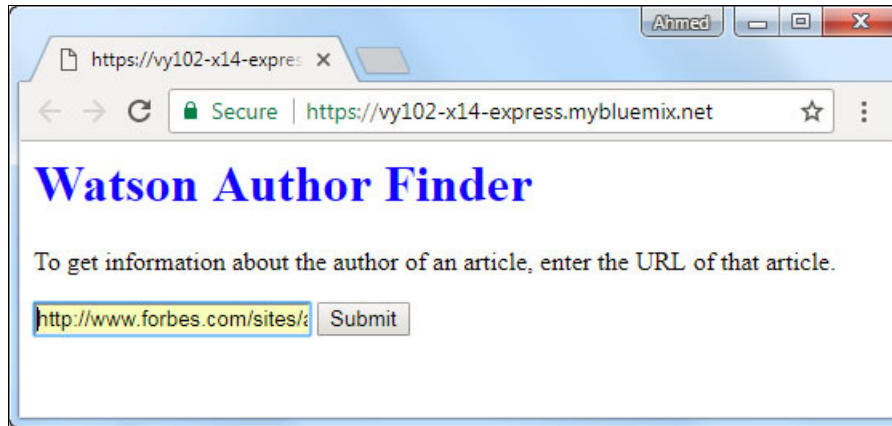 Ahmed
https://vy102-x14-expres
Secure https://vy102-x14-express.mybluemix.net
Watson Author Finder
To get information about the author of an article, enter the URL of that article.
http://www.forbes.com/sites/a Submit